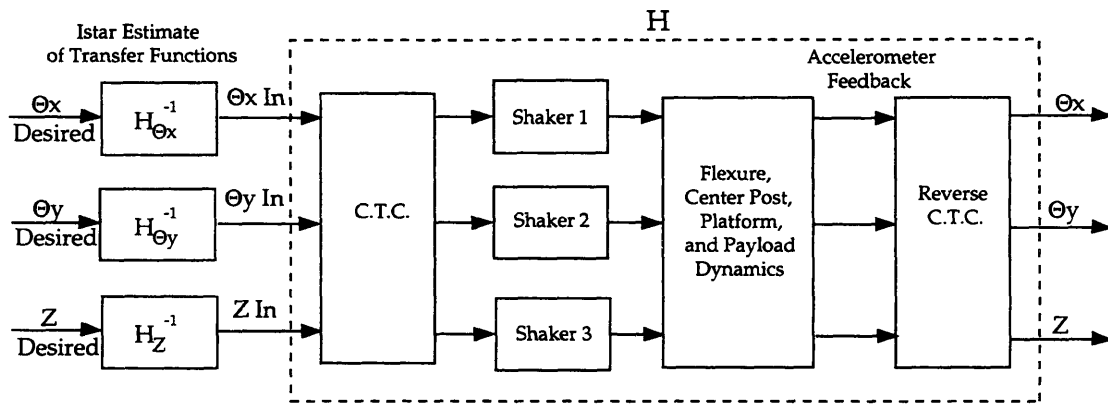 Istar Estimate
of Transfer Functions
H
Accelerometer
Feedback
Θx
Desired
H_Θx^-1
Θx In
Shaker 1
Θx
Θy
Desired
H_Θy^-1
Θy In
C.T.C.
Shaker 2
Flexure,
Center Post,
Platform,
and Payload
Dynamics
Reverse
C.T.C.
Θy
Z
Desired
H_Z^-1
Z In
Shaker 3
Z